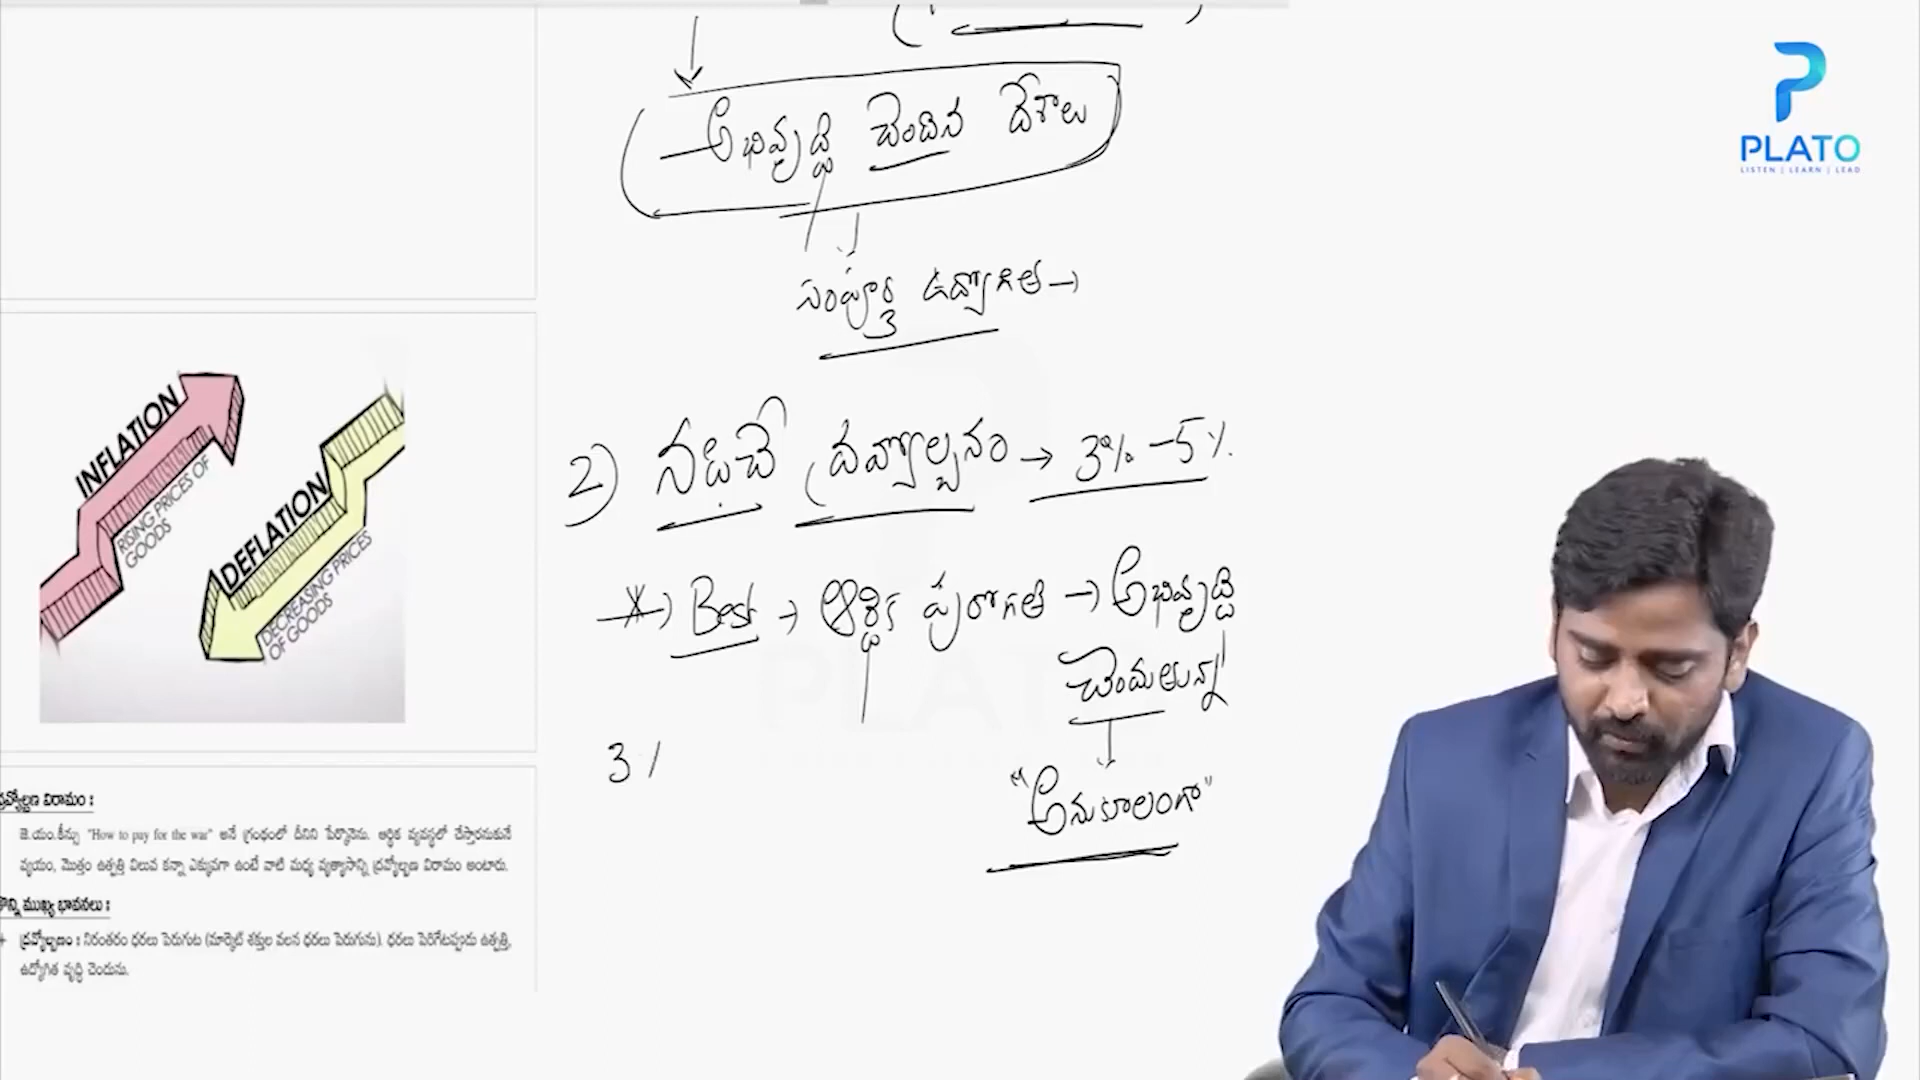 అభివృద్ధి చెందిన దేశాలు
సంపూర్ణ ఉద్యోగిత →
2) నడిచే ద్రవ్యోల్బనం → 3% - 5%
→ Best → ఆర్థిక పురోగతి → అభివృద్ధి
చెందుతున్న
3%
"అనుకూలంగా"
INFLATION
RISING PRICES OF
GOODS
DEFLATION
DECREASING PRICES
OF GOODS
ద్రవ్యోల్బణ విరామం :
జె.యం.కీన్సు "How to pay for the war" అనే గ్రంథంలో దీనిని పేర్కొనెను. ఆర్థిక వ్యవస్థలో చేస్తారనుకునే
వ్యయం, మొత్తం ఉత్పత్తి విలువ కన్నా ఎక్కువగా ఉంటే వాటి మధ్య వ్యత్యాసాన్ని ద్రవ్యోల్బణ విరామం అంటారు.
కొన్ని ముఖ్య భావనలు :
ద్రవ్యోల్బణం : నిరంతరం ధరలు పెరుగుట (మార్కెట్ శక్తుల వలన ధరలు పెరుగును). ధరలు పెరిగేటప్పుడు ఉత్పత్తి,
ఉద్యోగిత వృద్ధి చెందును.
PLATO
LISTEN | LEARN | LEAD